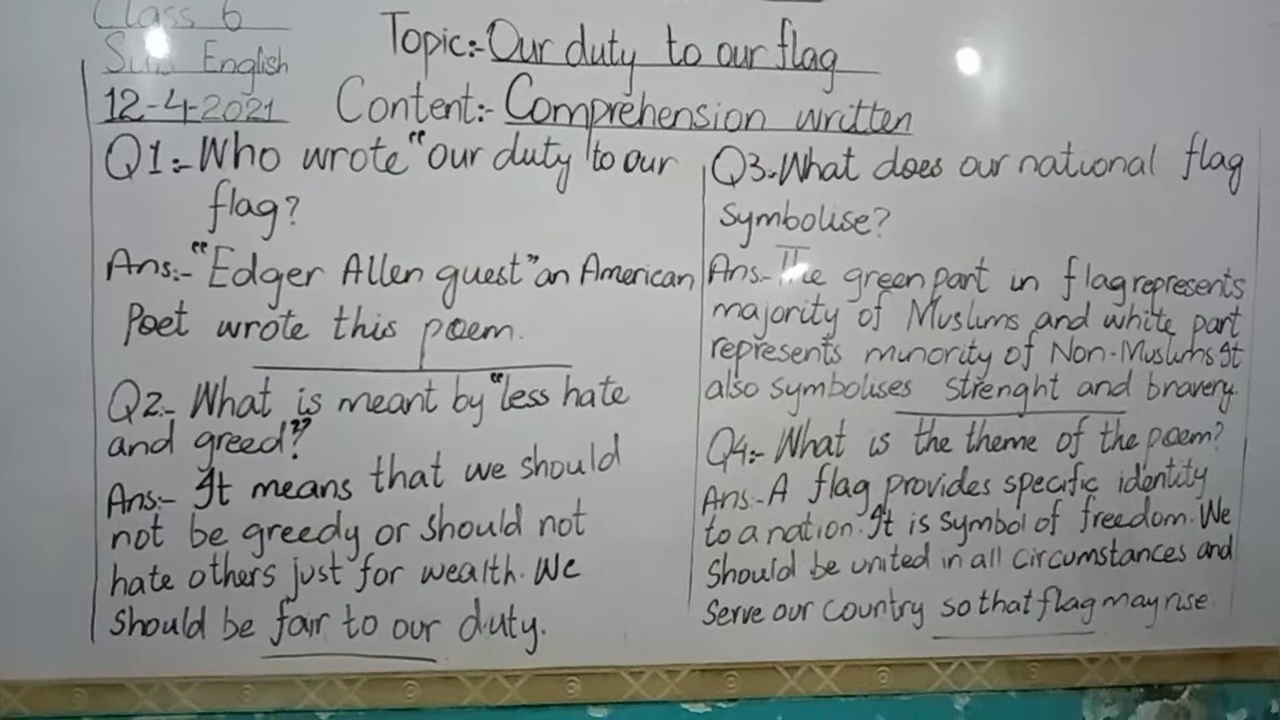 Class 6
English
12-4-2021
Topic:- Our duty to our flag
Content:- Comprehension written
Q1:- Who wrote "our duty to our
flag?
Ans:- "Edger Allen guest" an American
Poet wrote this poem.
Q2:- What is meant by "less hate
and greed?"
Ans:- It means that we should
not be greedy or should not
hate others just for wealth. We
should be fair to our duty.
Q3:- What does our national flag
symbolise?
Ans:- The green part in flag represents
majority of Muslims and white part
represents minority of Non-Muslims It
also symbolises strenght and bravery.
Q4:- What is the theme of the poem?
Ans:- A flag provides specific identity
to a nation. It is symbol of freedom. We
should be united in all circumstances and
serve our country so that flag may rise